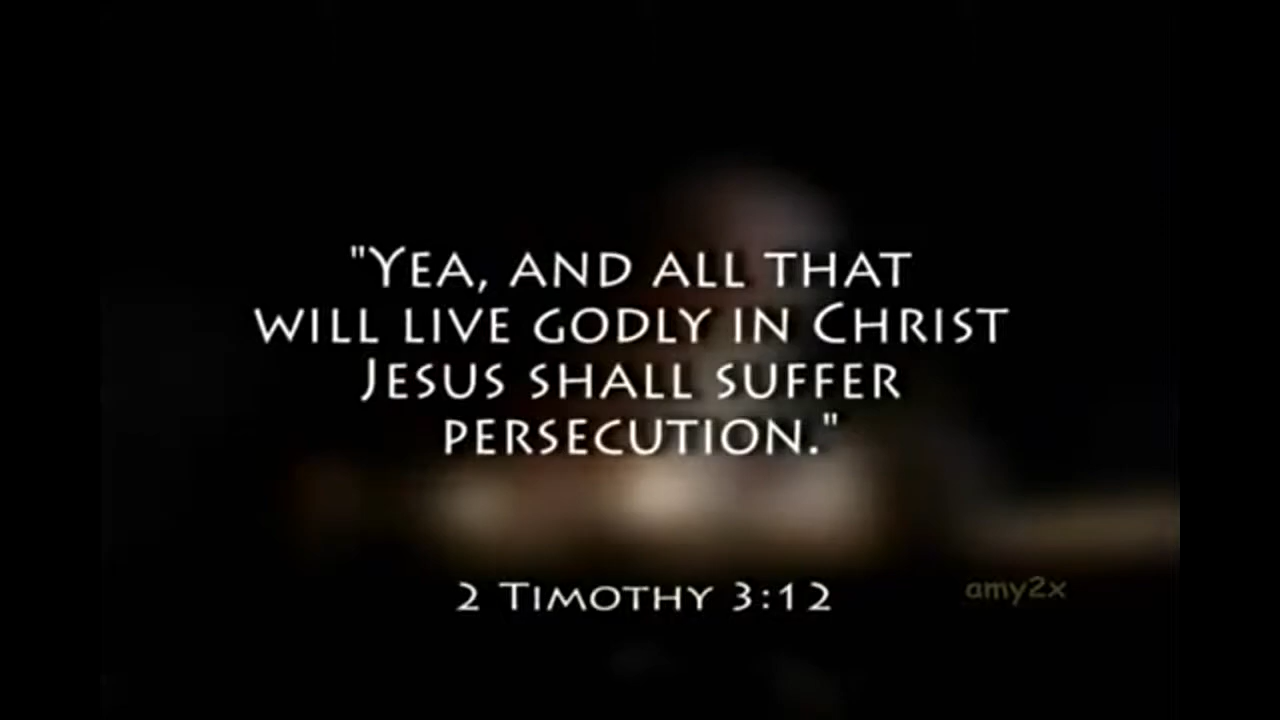 "Yea, and all that
will live godly in Christ
Jesus shall suffer
persecution."
2 Timothy 3:12
amy2x